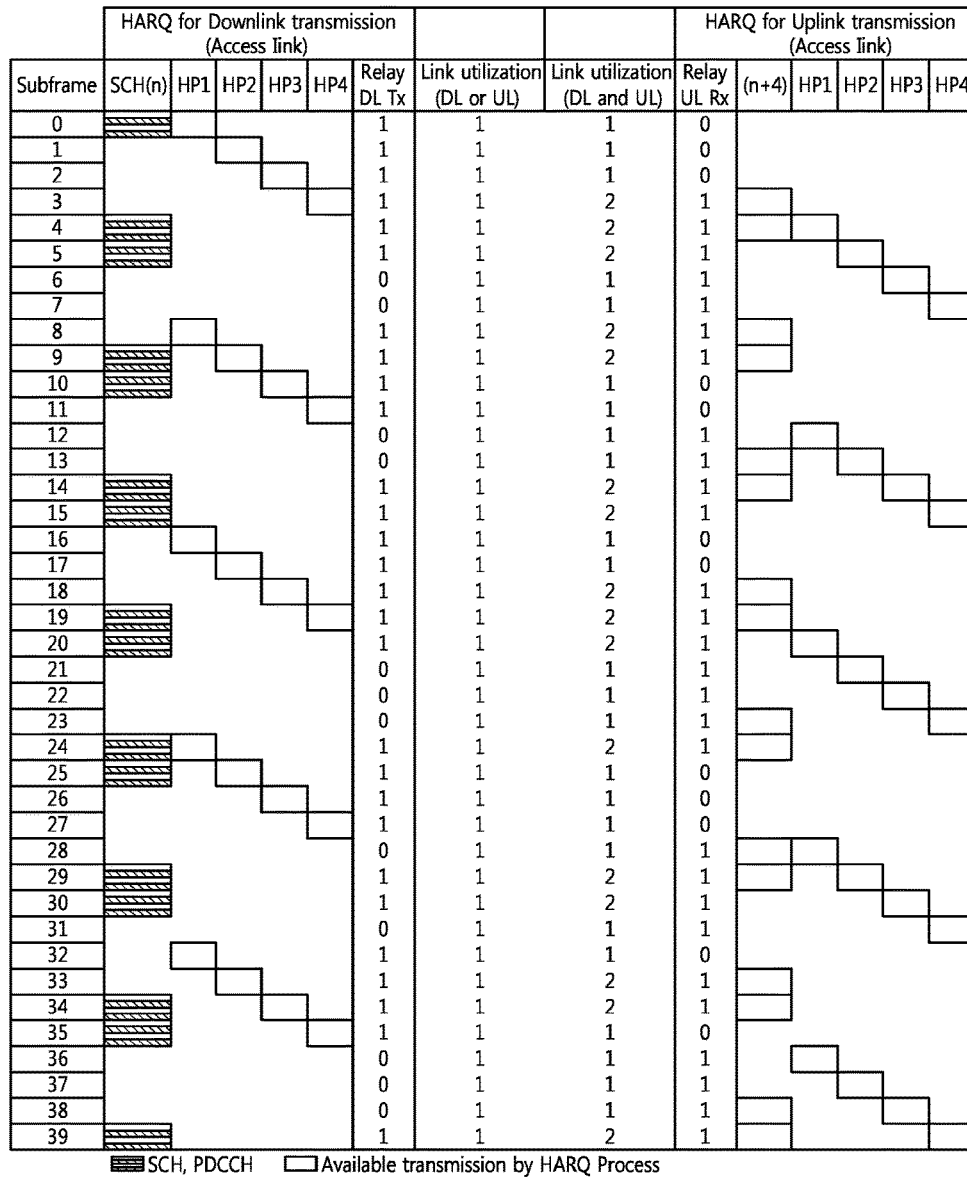 HARQ for Downlink transmission (Access link) HARQ for Uplink transmission (Access link)
Subframe SCH(n) HP1 HP2 HP3 HP4 Relay DL Tx Link utilization (DL or UL) Link utilization (DL and UL) Relay UL Rx (n+4) HP1 HP2 HP3 HP4
0 1 1 1 0
1 1 1 1 0
2 1 1 1 0
3 1 1 2 1
4 1 1 2 1
5 1 1 2 1
6 0 1 1 1
7 0 1 1 1
8 1 1 2 1
9 1 1 2 1
10 1 1 1 0
11 1 1 1 0
12 0 1 1 1
13 0 1 1 1
14 1 1 2 1
15 1 1 2 1
16 1 1 1 0
17 1 1 1 0
18 1 1 2 1
19 1 1 2 1
20 1 1 2 1
21 0 1 1 1
22 0 1 1 1
23 0 1 1 1
24 1 1 2 1
25 1 1 1 0
26 1 1 1 0
27 1 1 1 0
28 0 1 1 1
29 1 1 2 1
30 1 1 2 1
31 0 1 1 1
32 1 1 1 0
33 1 1 2 1
34 1 1 2 1
35 1 1 1 0
36 0 1 1 1
37 0 1 1 1
38 0 1 1 1
39 1 1 2 1
SCH, PDCCH Available transmission by HARQ Process